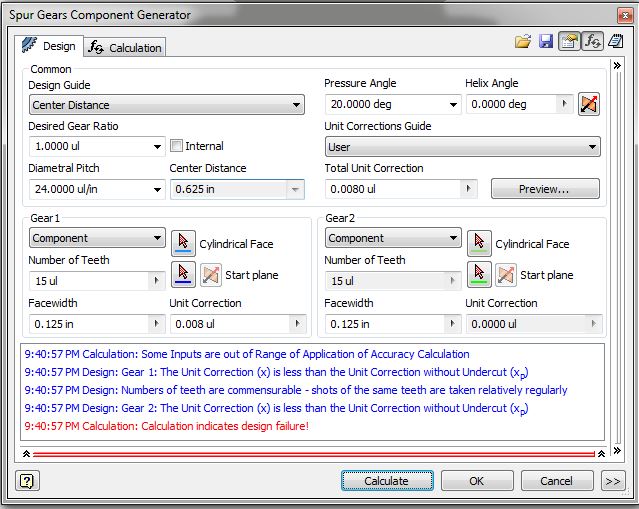 Spur Gears Component Generator
Design Calculation
Common
Design Guide
Center Distance
Pressure Angle Helix Angle
20.0000 deg 0.0000 deg
Desired Gear Ratio
1.0000 ul
Internal
Unit Corrections Guide
User
Diametral Pitch Center Distance
24.0000 ul/in 0.625 in
Total Unit Correction
0.0080 ul
Preview...
Gear1
Component
Cylindrical Face
Number of Teeth
Start plane
15 ul
Facewidth Unit Correction
0.125 in 0.008 ul
Gear2
Component
Cylindrical Face
Number of Teeth
Start plane
15 ul
Facewidth Unit Correction
0.125 in 0.0000 ul
9:40:57 PM Calculation: Some Inputs are out of Range of Application of Accuracy Calculation
9:40:57 PM Design: Gear 1: The Unit Correction (x) is less than the Unit Correction without Undercut (xp)
9:40:57 PM Design: Numbers of teeth are commensurable - shots of the same teeth are taken relatively regularly
9:40:57 PM Design: Gear 2: The Unit Correction (x) is less than the Unit Correction without Undercut (xp)
9:40:57 PM Calculation: Calculation indicates design failure!
Calculate OK Cancel >>